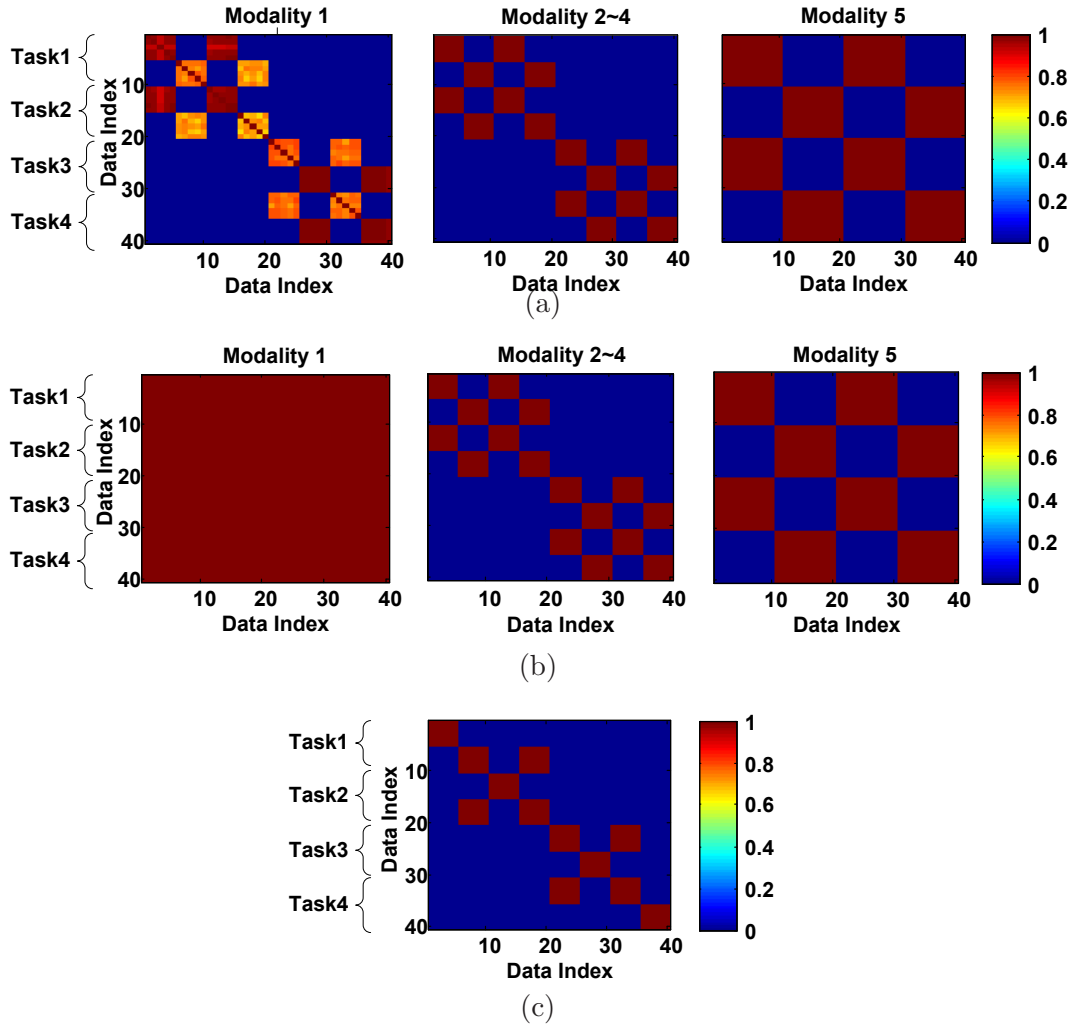 Modality 1
Modality 2~4
Modality 5
Task1
Task2
Task3
Task4
Data Index
10
20
30
40
10 20 30 40
Data Index
10 20 30 40
Data Index
10 20 30 40
Data Index
1
0.8
0.6
0.4
0.2
0
(a)
Modality 1
Modality 2~4
Modality 5
Task1
Task2
Task3
Task4
Data Index
10
20
30
40
10 20 30 40
Data Index
10 20 30 40
Data Index
10 20 30 40
Data Index
1
0.8
0.6
0.4
0.2
0
(b)
Task1
Task2
Task3
Task4
Data Index
10
20
30
40
10 20 30 40
Data Index
1
0.8
0.6
0.4
0.2
0
(c)